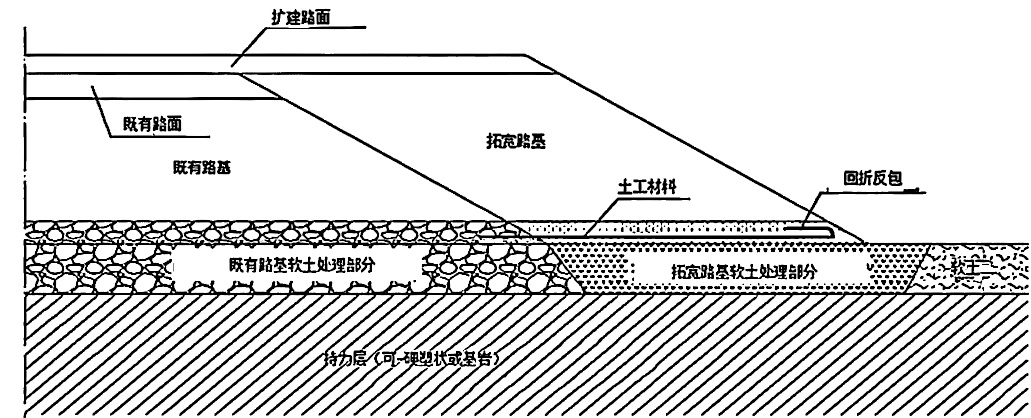 扩建路面
既有路面
拓宽路基
既有路基
土工材料
回折反包
既有路基软土处理部分
拓宽路基软土处理部分
软土
持力层（可-硬塑状或基岩）